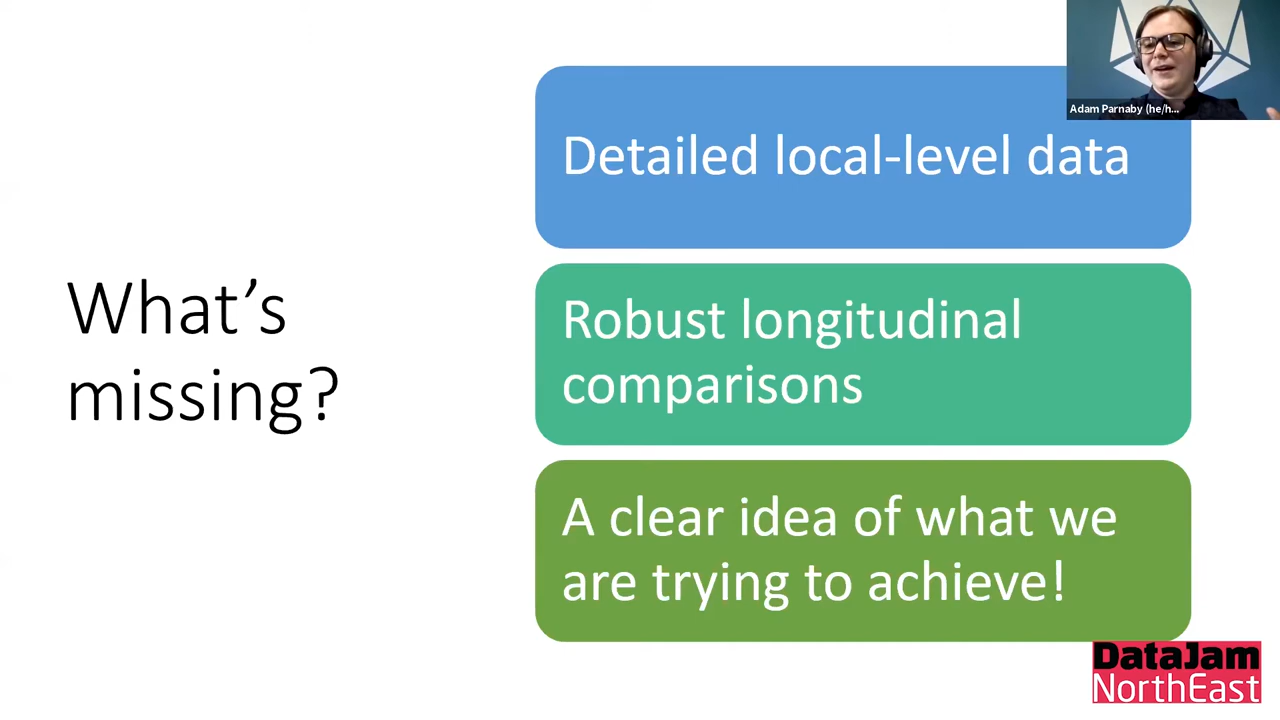 What's
missing?
Detailed local-level data
Robust longitudinal
comparisons
A clear idea of what we
are trying to achieve!
Adam Parnaby (he/h...
DataJam
NorthEast